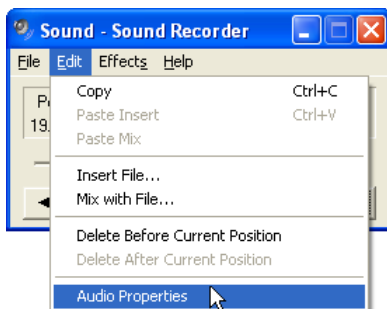 Sound - Sound Recorder
File Edit Effects Help
Copy Ctrl+C
Paste Insert Ctrl+V
Paste Mix
19.
Insert File...
Mix with File...
Delete Before Current Position
Delete After Current Position
Audio Properties